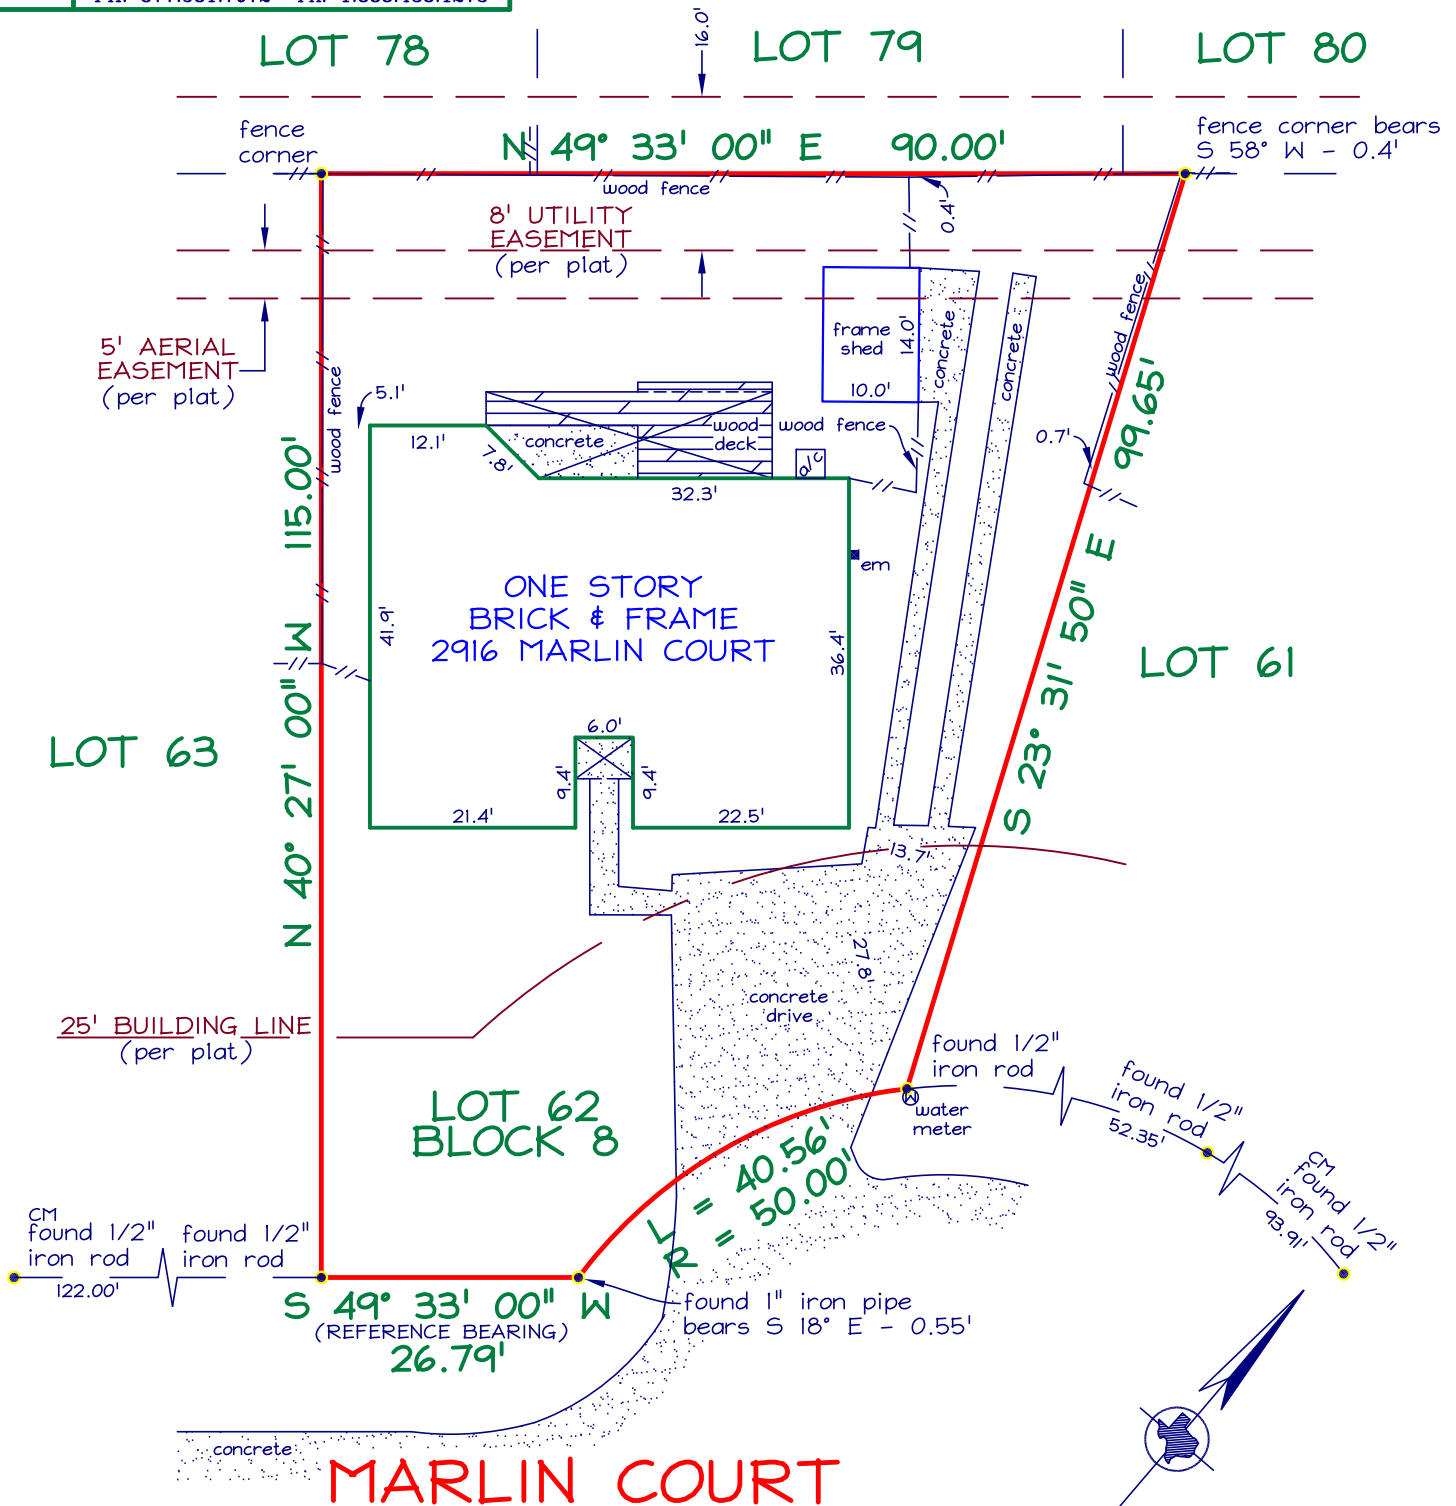 LOT 78
LOT 79
LOT 80
16.0'
fence
corner
N 49° 33' 00" E 90.00'
fence corner bears
S 58° W - 0.4'
wood fence
0.4'
8' UTILITY
EASEMENT
(per plat)
5' AERIAL
EASEMENT
(per plat)
frame
shed
14.0'
10.0'
concrete
concrete
wood fence
wood fence
5.1'
12.1'
7.8'
concrete
wood
deck
wood fence
a/c
32.3'
0.7'
99.65'
S 23° 31' 50" E
N 40° 27' 00" W 115.00'
em
ONE STORY
BRICK & FRAME
2916 MARLIN COURT
41.9'
36.4'
LOT 61
LOT 63
6.0'
9.4'
9.4'
21.4'
22.5'
13.7'
27.8'
concrete
drive
25' BUILDING LINE
(per plat)
LOT 62
BLOCK 8
found 1/2"
iron rod
W
water
meter
found 1/2"
iron rod
52.35'
CM
found 1/2"
iron rod
93.91'
L = 40.56'
R = 50.00'
CM
found 1/2"
iron rod
122.00'
found 1/2"
iron rod
S 49° 33' 00" W
(REFERENCE BEARING)
26.79'
found 1" iron pipe
bears S 18° E - 0.55'
concrete
MARLIN COURT